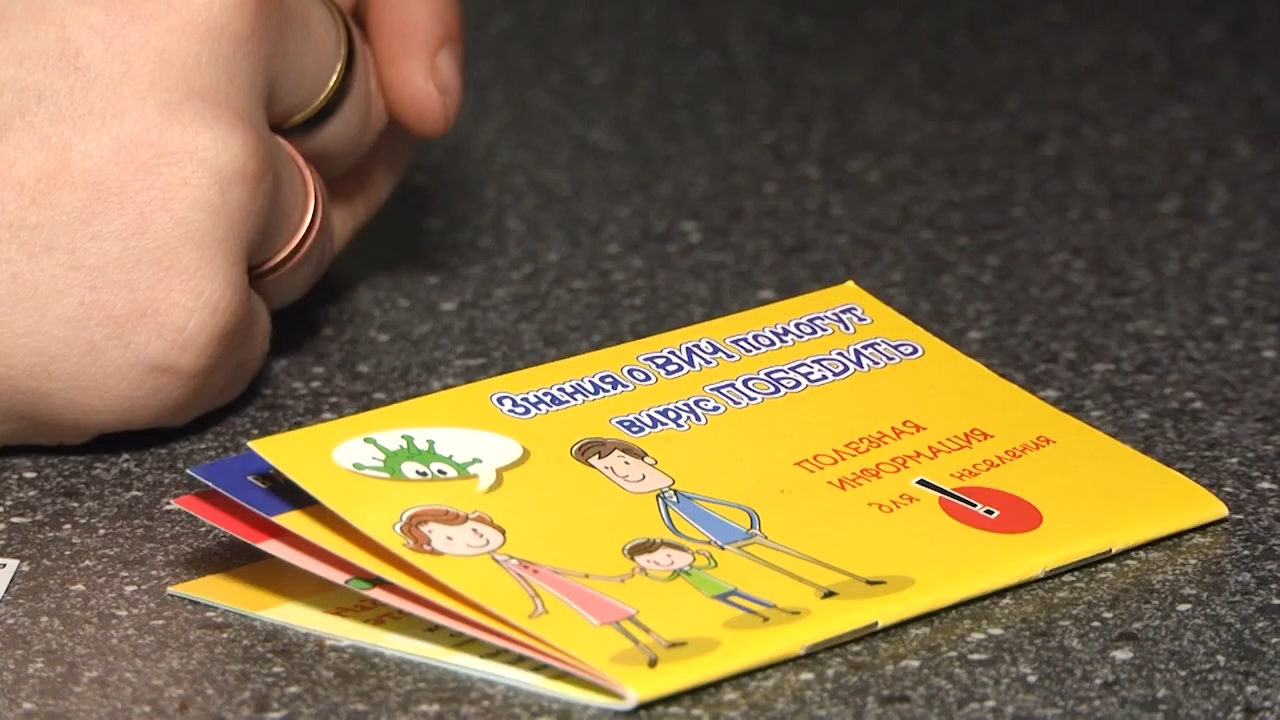 Знания о ВИЧ помогут
вирус ПОБЕДИТЬ
ПОЛЕЗНАЯ
ИНФОРМАЦИЯ
для населения
!